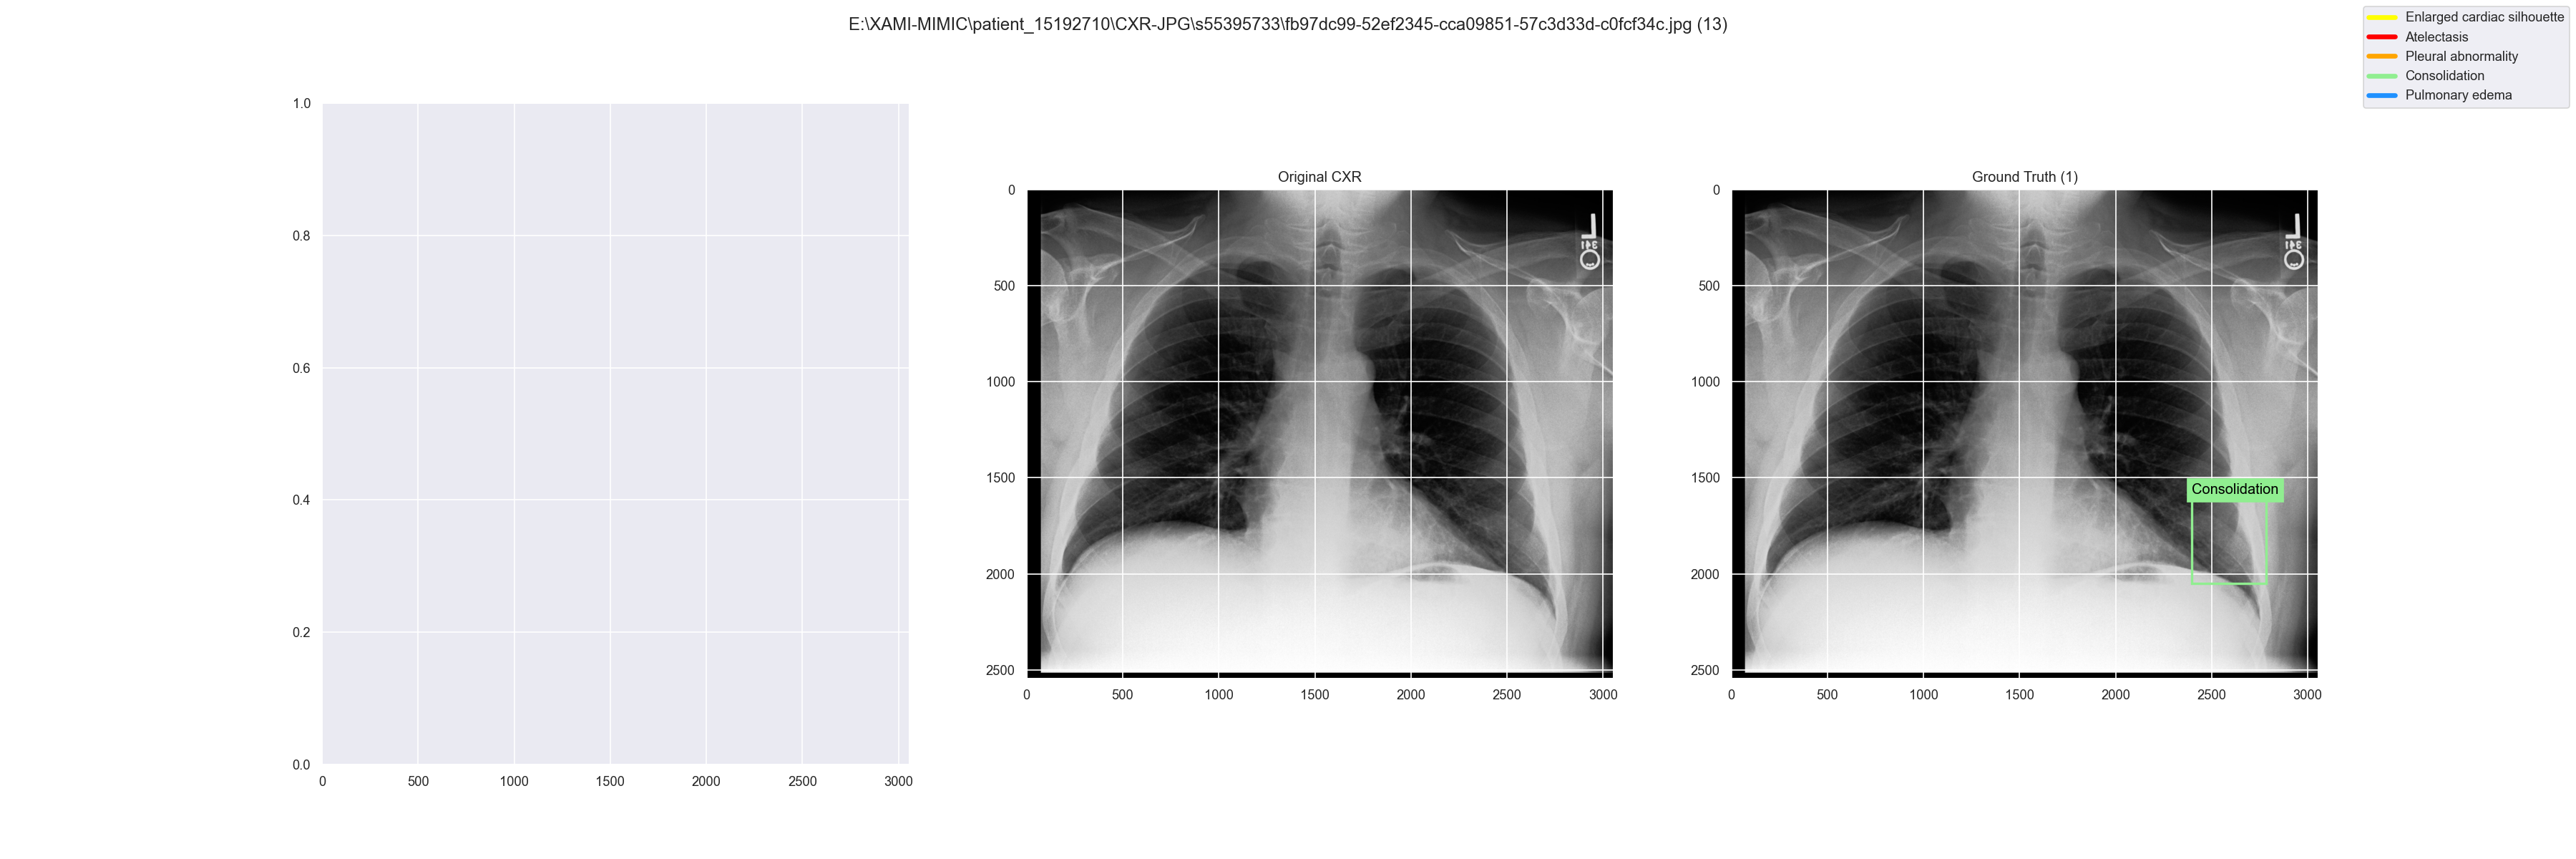 E:\XAMI-MIMIC\patient_15192710\CXR-JPG\s55395733\fb97dc99-52ef2345-cca09851-57c3d33d-c0fcf34c.jpg (13)
Enlarged cardiac silhouette
Atelectasis
Pleural abnormality
Consolidation
Pulmonary edema
1.0
0.8
0.6
0.4
0.2
0.0
0 500 1000 1500 2000 2500 3000
Original CXR
0
500
1000
1500
2000
2500
0 500 1000 1500 2000 2500 3000
L
341
Ground Truth (1)
0
500
1000
1500
2000
2500
0 500 1000 1500 2000 2500 3000
L
341
Consolidation